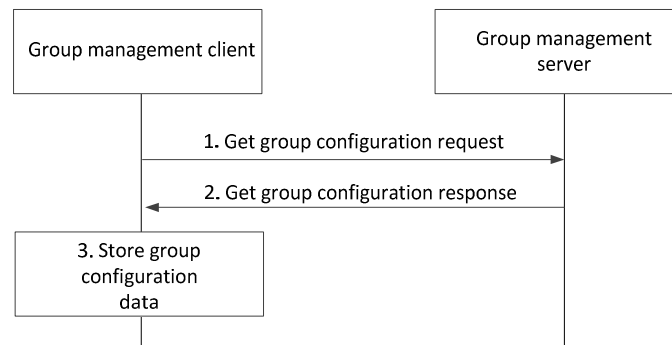 Group management client
Group management
server
1. Get group configuration request
2. Get group configuration response
3. Store group
configuration
data